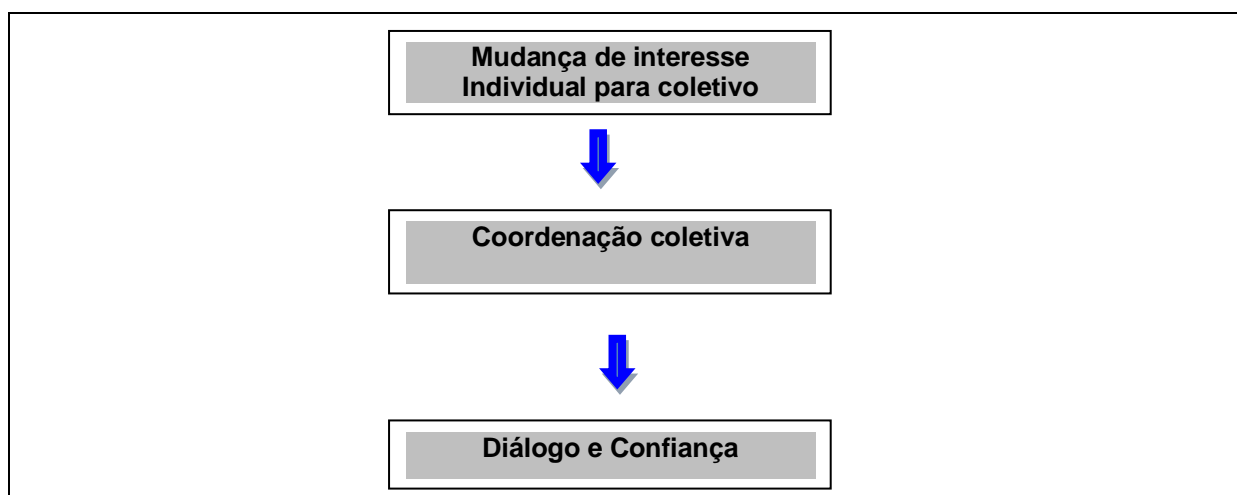 Mudança de interesse
Individual para coletivo
Coordenação coletiva
Diálogo e Confiança